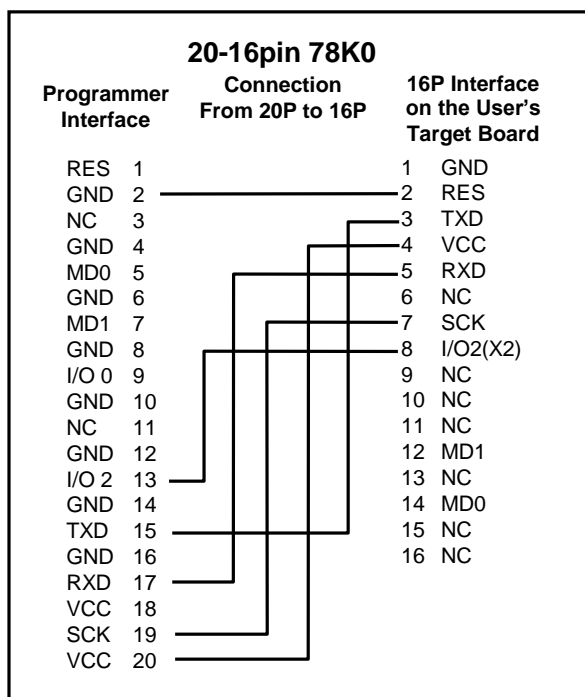 20-16pin 78K0
Connection
From 20P to 16P
Programmer
Interface
16P Interface
on the User's
Target Board
RES 1
GND 2
NC 3
GND 4
MD0 5
GND 6
MD1 7
GND 8
I/O 0 9
GND 10
NC 11
GND 12
I/O 2 13
GND 14
TXD 15
GND 16
RXD 17
VCC 18
SCK 19
VCC 20
1 GND
2 RES
3 TXD
4 VCC
5 RXD
6 NC
7 SCK
8 I/O2(X2)
9 NC
10 NC
11 NC
12 MD1
13 NC
14 MD0
15 NC
16 NC